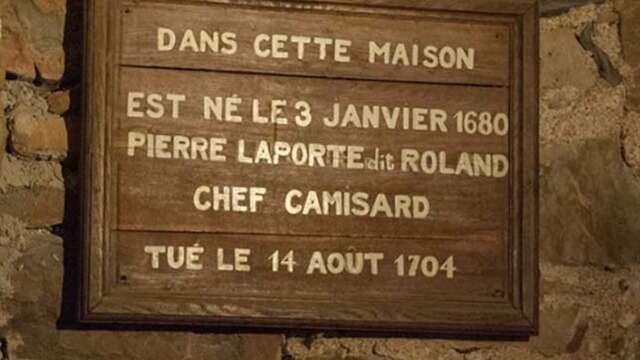 DANS CETTE MAISON
EST NÉ LE 3 JANVIER 1680
PIERRE LAPORTE dit ROLAND
CHEF CAMISARD
TUÉ LE 14 AOÛT 1704